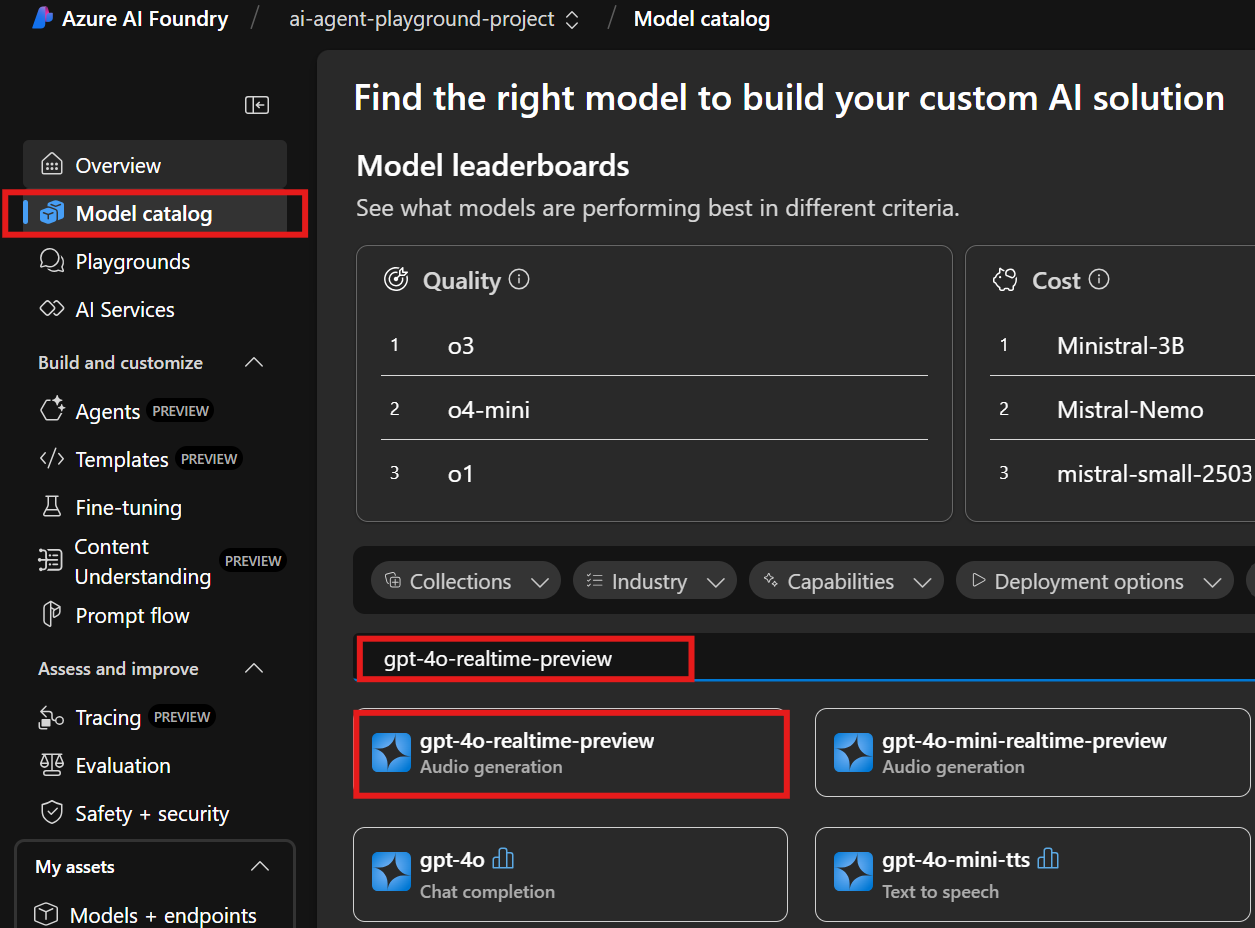 Azure AI Foundry / ai-agent-playground-project / Model catalog
Overview
Model catalog
Playgrounds
AI Services
Build and customize
Agents PREVIEW
Templates PREVIEW
Fine-tuning
Content
Understanding PREVIEW
Prompt flow
Assess and improve
Tracing PREVIEW
Evaluation
Safety + security
My assets
Models + endpoints
Find the right model to build your custom AI solution
Model leaderboards
See what models are performing best in different criteria.
Quality
1 o3
2 o4-mini
3 o1
Cost
1 Ministral-3B
2 Mistral-Nemo
3 mistral-small-2503
Collections Industry Capabilities Deployment options
gpt-4o-realtime-preview
gpt-4o-realtime-preview
Audio generation
gpt-4o-mini-realtime-preview
Audio generation
gpt-4o
Chat completion
gpt-4o-mini-tts
Text to speech